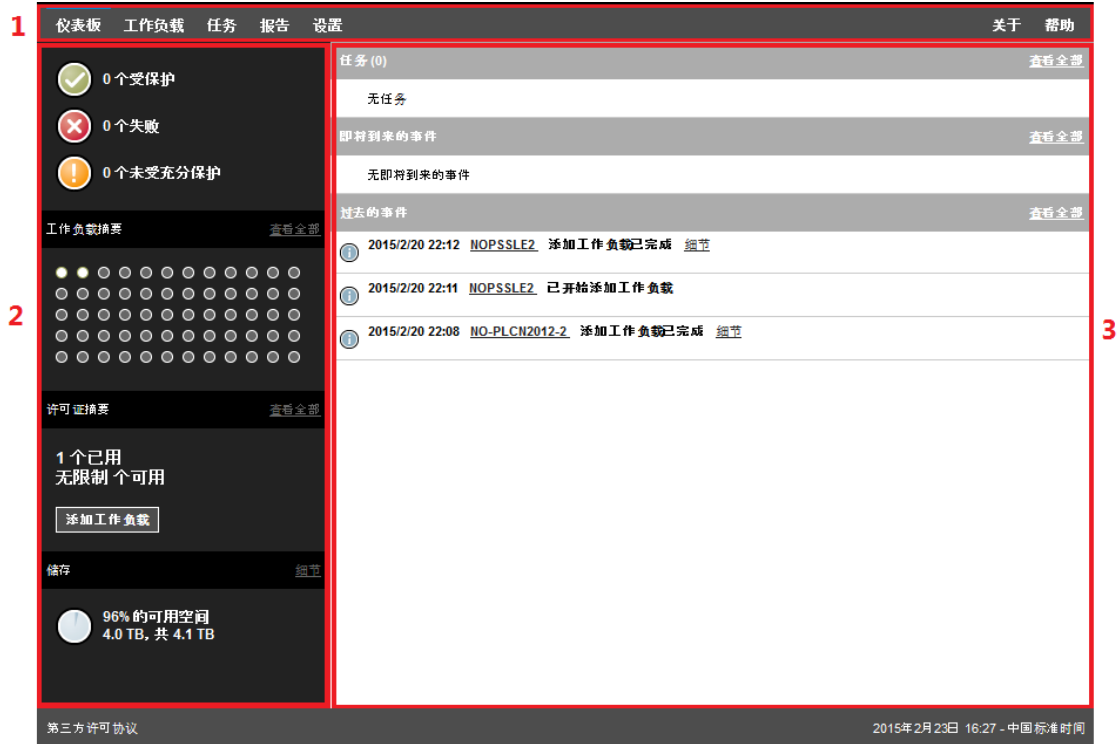 1
仪表板 工作负载 任务 报告 设置 关于 帮助
2
0 个受保护
0 个失败
0 个未受充分保护
工作负载摘要 查看全部
许可证摘要 查看全部
1 个已用
无限制 个可用
添加工作负载
储存 细节
96% 的可用空间
4.0 TB, 共 4.1 TB
3
任务 (0) 查看全部
无任务
即将到来的事件 查看全部
无即将到来的事件
过去的事件 查看全部
2015/2/20 22:12 NOPSSLE2 添加工作负载已完成 细节
2015/2/20 22:11 NOPSSLE2 已开始添加工作负载
2015/2/20 22:08 NO-PLCN2012-2 添加工作负载已完成 细节
第三方许可协议 2015年2月23日 16:27 - 中国标准时间